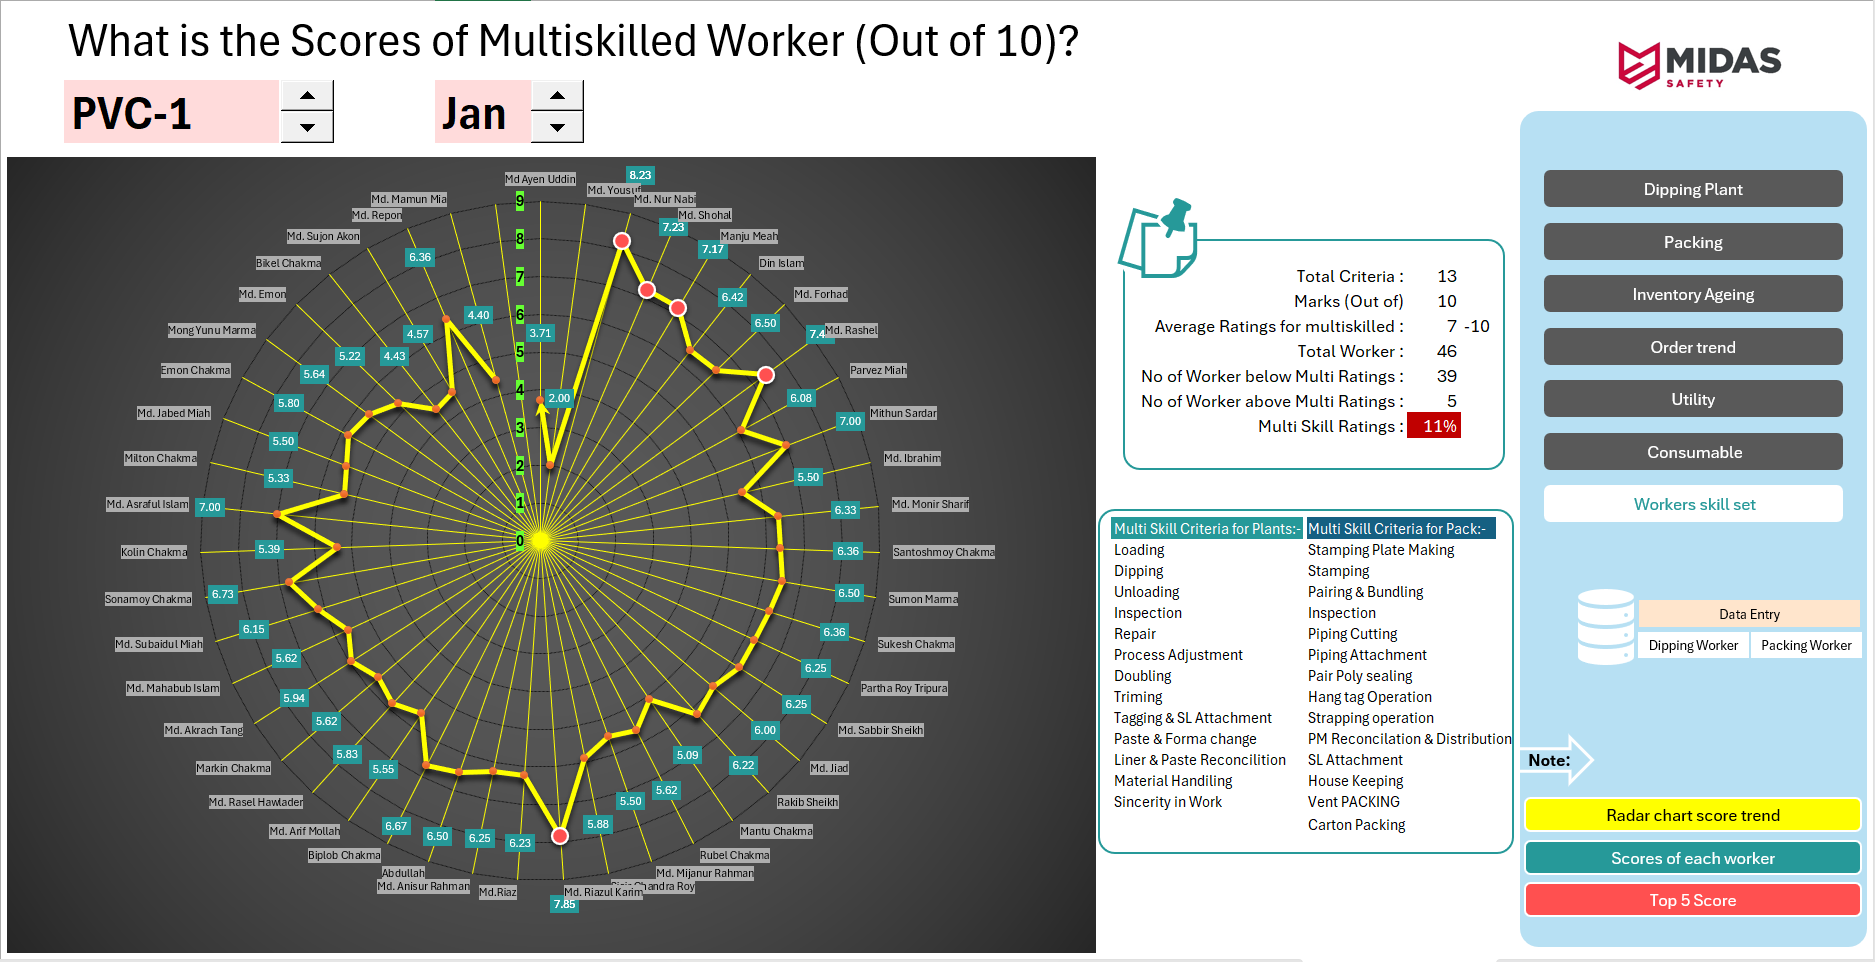 What is the Scores of Multiskilled Worker (Out of 10)?
PVC-1
Jan
MIDAS
SAFETY
Md Ayen Uddin
Md. Yousuf
Md. Nur Nabi
Md. Shohal
Manju Meah
Din Islam
Md. Forhad
Md. Rashel
Parvez Miah
Mithun Sardar
Md. Ibrahim
Md. Monir Sharif
Santoshmoy Chakma
Sumon Marma
Sukesh Chakma
Partha Roy Tripura
Md. Sabbir Sheikh
Md. Jiad
Rakib Sheikh
Mantu Chakma
Rubel Chakma
Md. Mijanur Rahman
Chandra Roy
Md. Riazul Karim
Md.Riaz
Md. Anisur Rahman
Abdullah
Biplob Chakma
Md. Arif Mollah
Md. Rasel Hawlader
Markin Chakma
Md. Akrach Tang
Md. Mahabub Islam
Md. Subaidul Miah
Sonamoy Chakma
Kolin Chakma
Md. Asraful Islam
Milton Chakma
Md. Jabed Miah
Emon Chakma
Mong Yunu Marma
Md. Emon
Bikel Chakma
Md. Sujon Akon
Md. Repon
Md. Mamun Mia
9
8
7
6
5
4
3
2
1
0
3.71
2.00
8.23
7.23
7.17
6.42
6.50
7.4
6.08
7.00
5.50
6.33
6.36
6.50
6.36
6.25
6.25
6.00
6.22
5.09
5.62
5.50
5.88
7.85
6.23
6.25
6.50
6.67
5.55
5.83
5.62
5.94
5.62
6.15
6.73
5.39
7.00
5.33
5.50
5.80
5.64
5.22
4.43
4.57
6.36
4.40
Total Criteria : 13
Marks (Out of) 10
Average Ratings for multiskilled : 7 -10
Total Worker : 46
No of Worker below Multi Ratings : 39
No of Worker above Multi Ratings : 5
Multi Skill Ratings : 11%
Multi Skill Criteria for Plants:-
Loading
Dipping
Unloading
Inspection
Repair
Process Adjustment
Doubling
Triming
Tagging & SL Attachment
Paste & Forma change
Liner & Paste Reconcilition
Material Handling
Sincerity in Work
Multi Skill Criteria for Pack:-
Stamping Plate Making
Stamping
Pairing & Bundling
Inspection
Piping Cutting
Piping Attachment
Pair Poly sealing
Hang tag Operation
Strapping operation
PM Reconcilation & Distribution
SL Attachment
House Keeping
Vent PACKING
Carton Packing
Dipping Plant
Packing
Inventory Ageing
Order trend
Utility
Consumable
Workers skill set
Data Entry
Dipping Worker
Packing Worker
Note:
Radar chart score trend
Scores of each worker
Top 5 Score